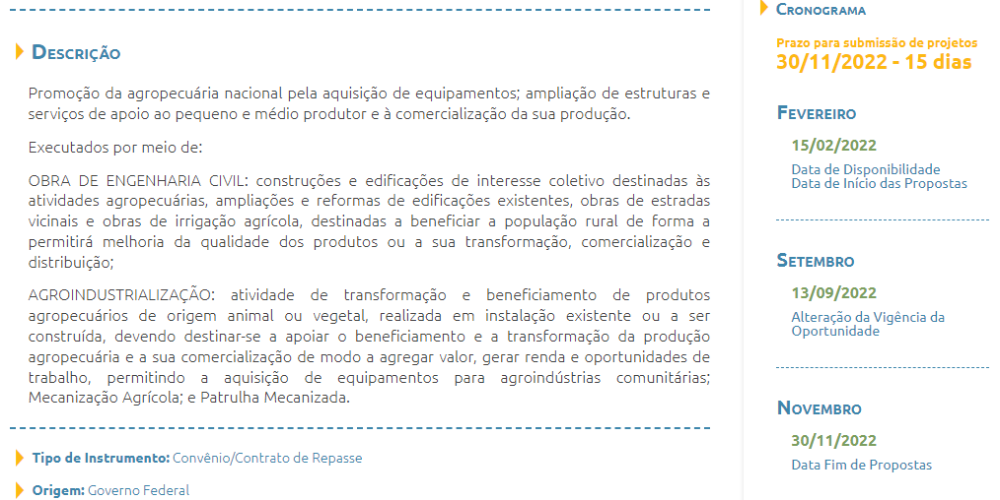 Descrição
Promoção da agropecuária nacional pela aquisição de equipamentos; ampliação de estruturas e
serviços de apoio ao pequeno e médio produtor e à comercialização da sua produção.
Executados por meio de:
OBRA DE ENGENHARIA CIVIL: construções e edificações de interesse coletivo destinadas às
atividades agropecuárias, ampliações e reformas de edificações existentes, obras de estradas
vicinais e obras de irrigação agrícola, destinadas a beneficiar a população rural de forma a
permitirá melhoria da qualidade dos produtos ou a sua transformação, comercialização e
distribuição;
AGROINDUSTRIALIZAÇÃO: atividade de transformação e beneficiamento de produtos
agropecuários de origem animal ou vegetal, realizada em instalação existente ou a ser
construída, devendo destinar-se a apoiar o beneficiamento e a transformação da produção
agropecuária e a sua comercialização de modo a agregar valor, gerar renda e oportunidades de
trabalho, permitindo a aquisição de equipamentos para agroindústrias comunitárias;
Mecanização Agrícola; e Patrulha Mecanizada.
Tipo de Instrumento: Convênio/Contrato de Repasse
Origem: Governo Federal
Cronograma
Prazo para submissão de projetos
30/11/2022 - 15 dias
Fevereiro
15/02/2022
Data de Disponibilidade
Data de Início das Propostas
Setembro
13/09/2022
Alteração da Vigência da
Oportunidade
Novembro
30/11/2022
Data Fim de Propostas